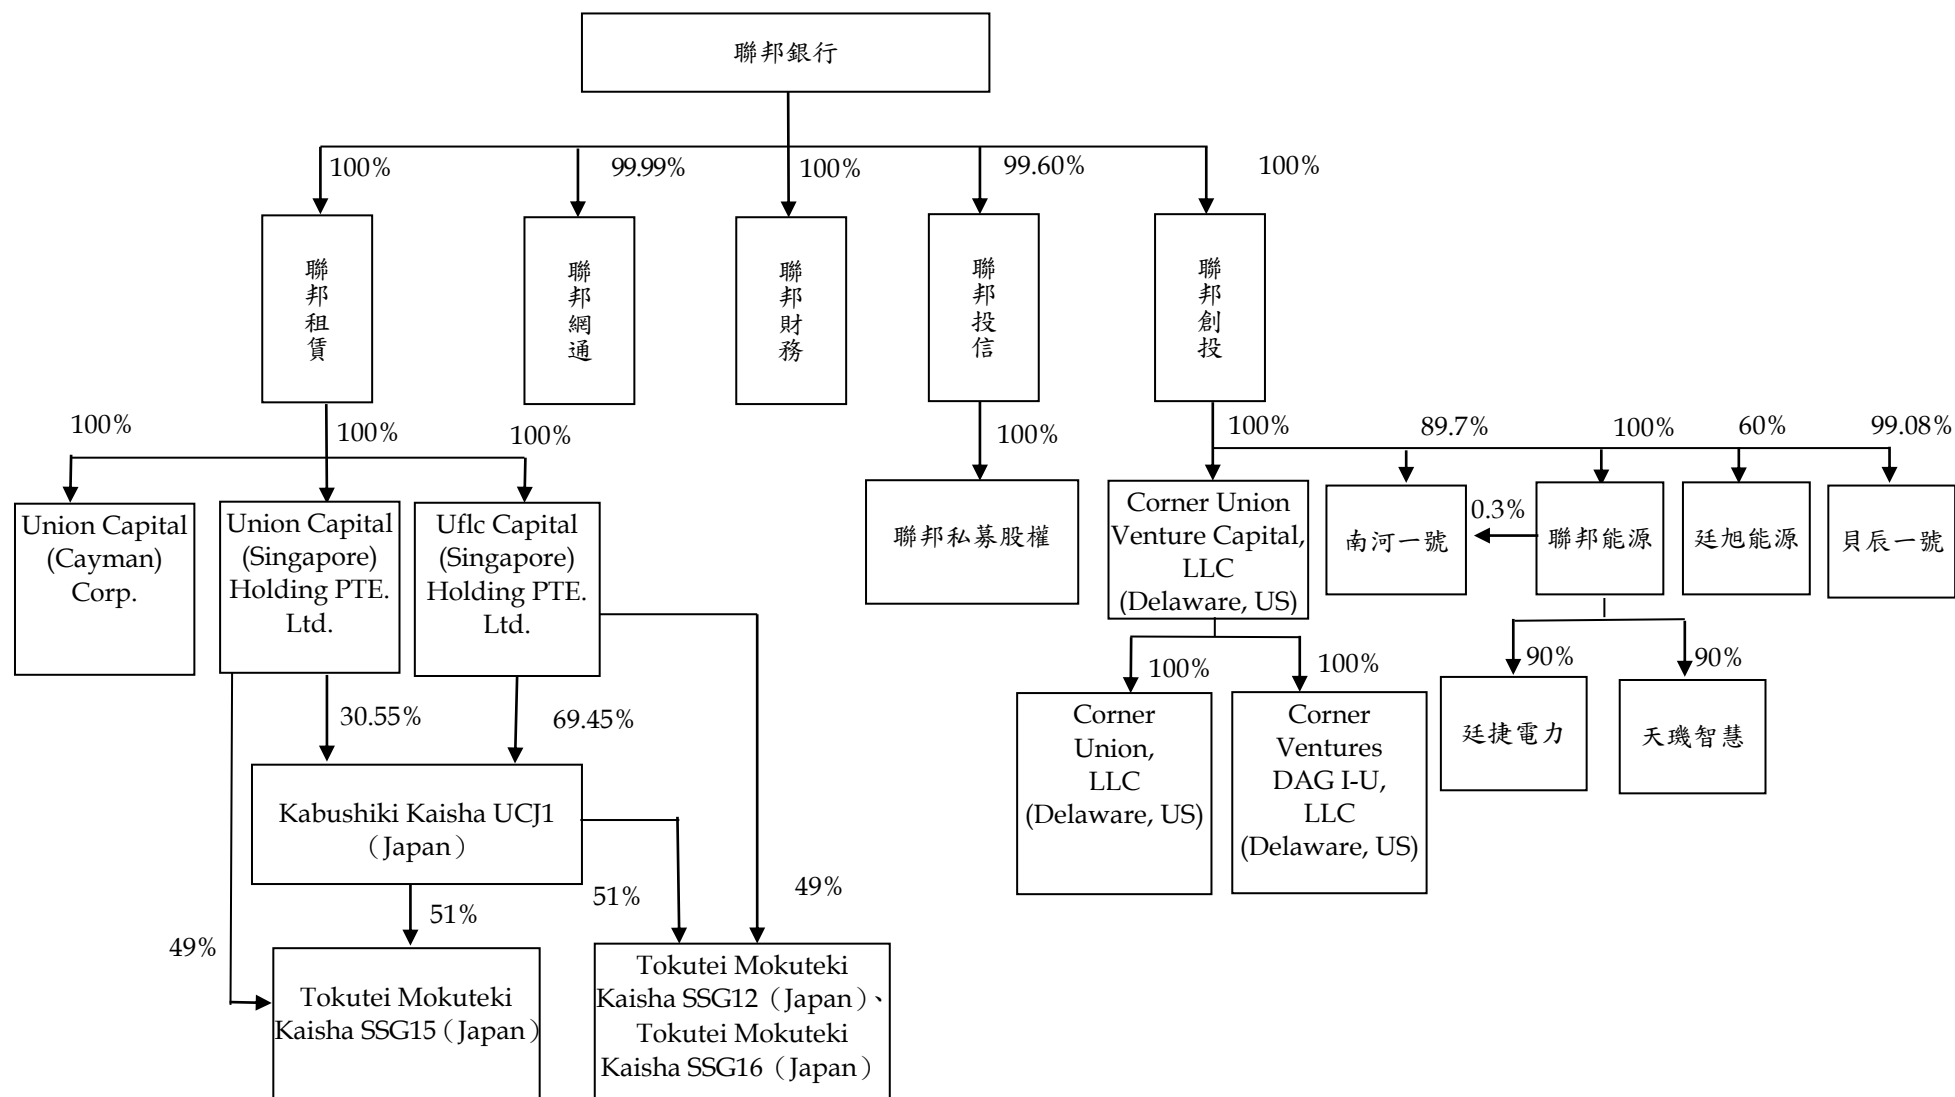 聯邦銀行
100%
99.99%
100%
99.60%
100%
聯邦租賃
聯邦網通
聯邦財務
聯邦投信
聯邦創投
100%
100%
100%
100%
100%
89.7%
100%
60%
99.08%
Union Capital
(Cayman)
Corp.
Union Capital
(Singapore)
Holding PTE.
Ltd.
Uflc Capital
(Singapore)
Holding PTE.
Ltd.
聯邦私募股權
Corner Union
Venture Capital,
LLC
(Delaware, US)
南河一號
0.3%
聯邦能源
廷旭能源
貝辰一號
30.55%
69.45%
100%
100%
90%
90%
Corner
Union,
LLC
(Delaware, US)
Corner
Ventures
DAG I-U,
LLC
(Delaware, US)
廷捷電力
天璣智慧
Kabushiki Kaisha UCJ1
（Japan）
49%
51%
51%
49%
Tokutei Mokuteki
Kaisha SSG15（Japan）
Tokutei Mokuteki
Kaisha SSG12（Japan）、
Tokutei Mokuteki
Kaisha SSG16（Japan）